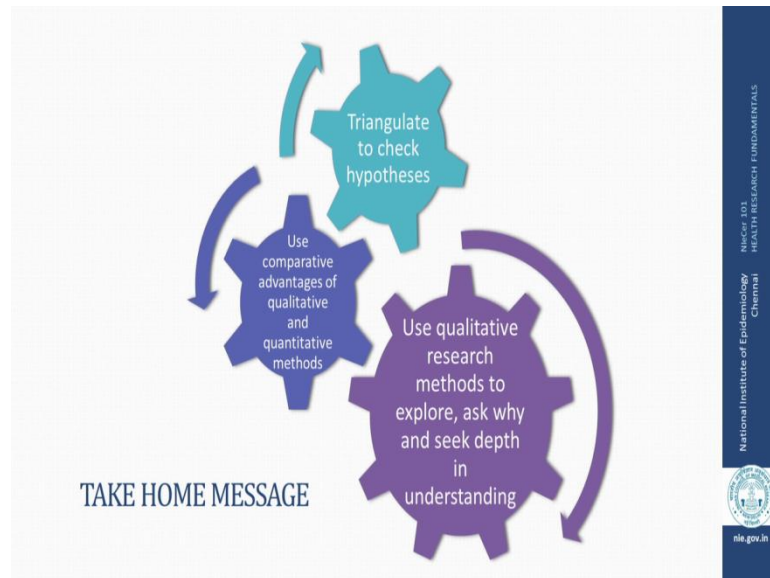 Triangulate
to check
hypotheses
Use
comparative
advantages of
qualitative
and
quantitative
methods
Use qualitative
research
methods to
explore, ask why
and seek depth
in
understanding
TAKE HOME MESSAGE
NIeCer 101
HEALTH RESEARCH FUNDAMENTALS
National Institute of Epidemiology
Chennai
nie.gov.in